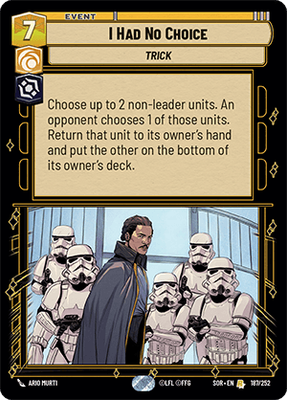 EVENT
7
I Had No Choice
TRICK
Choose up to 2 non-leader units. An
opponent chooses 1 of those units.
Return that unit to its owner’s hand
and put the other on the bottom of
its owner’s deck.
ARIO MURTI
©LFL ©FFG
SOR • EN R 187/252